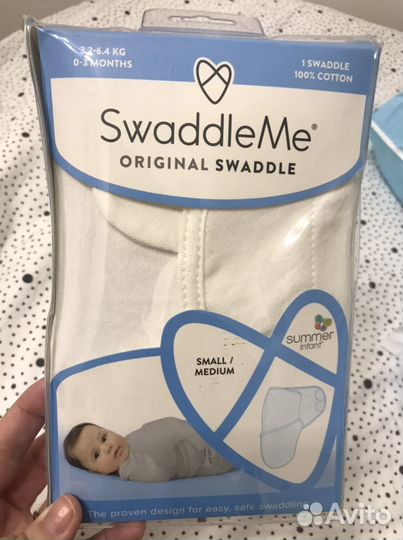 3.2-6.4 KG
0-3 MONTHS
1 SWADDLE
100% COTTON
SwaddleMe®
ORIGINAL SWADDLE
summer
infant
SMALL /
MEDIUM
The proven design for easy, safe swaddling
Avito